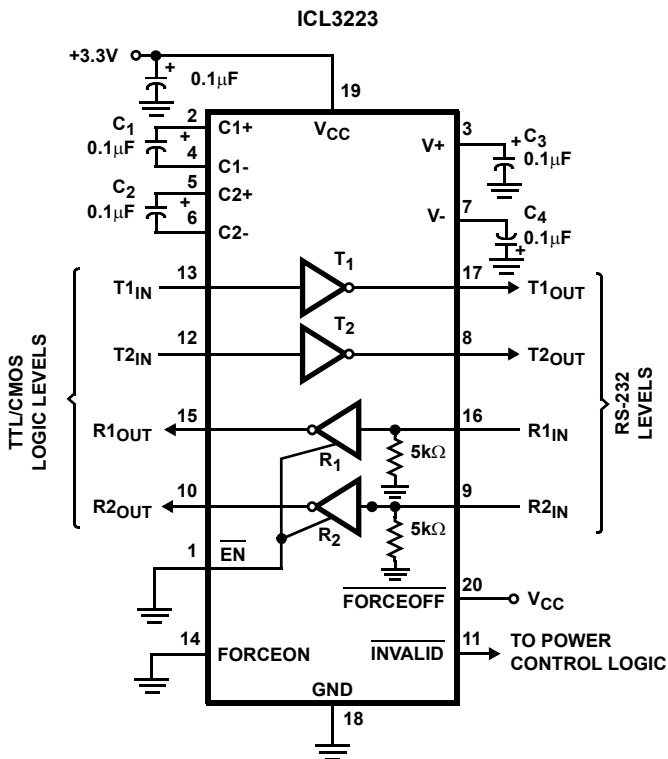 ICL3223
+3.3V
+
0.1µF
19
2
C1+
VCC
3
C1
0.1µF
+
4
C1-
V+
+
C3
0.1µF
C2
0.1µF
5
C2+
+
6
C2-
7
V-
C4
0.1µF
+
T1
T1IN
13
17
T1OUT
T2
T2IN
12
8
T2OUT
TTL/CMOS
LOGIC LEVELS
RS-232
LEVELS
R1OUT
15
16
R1IN
R1
5kΩ
R2OUT
10
9
R2IN
R2
5kΩ
1
EN
20
FORCEOFF
VCC
14
FORCEON
11
INVALID
TO POWER
CONTROL LOGIC
GND
18